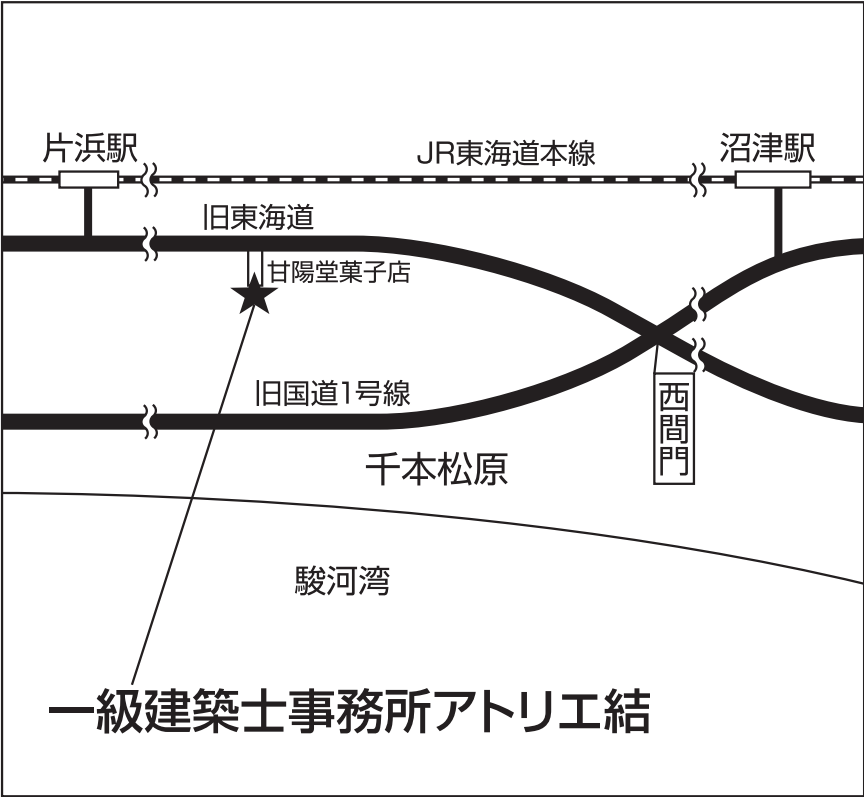 片浜駅
JR東海道本線
沼津駅
旧東海道
甘陽堂菓子店
旧国道1号線
西間門
千本松原
駿河湾
一級建築士事務所アトリエ結